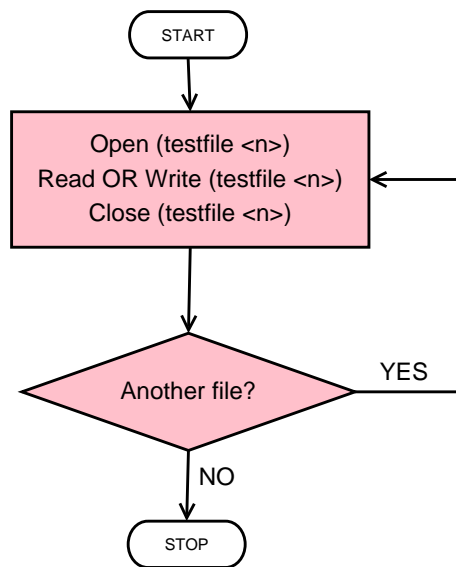 START
Open (testfile <n>)
Read OR Write (testfile <n>)
Close (testfile <n>)
Another file?
YES
NO
STOP